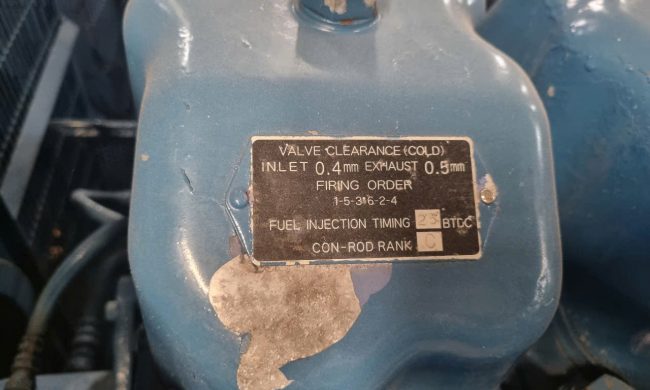 VALVE CLEARANCE (COLD)
INLET 0.4mm EXHAUST 0.5mm
FIRING ORDER
1-5-3-6-2-4
FUEL INJECTION TIMING 23 BTDC
CON-ROD RANK C